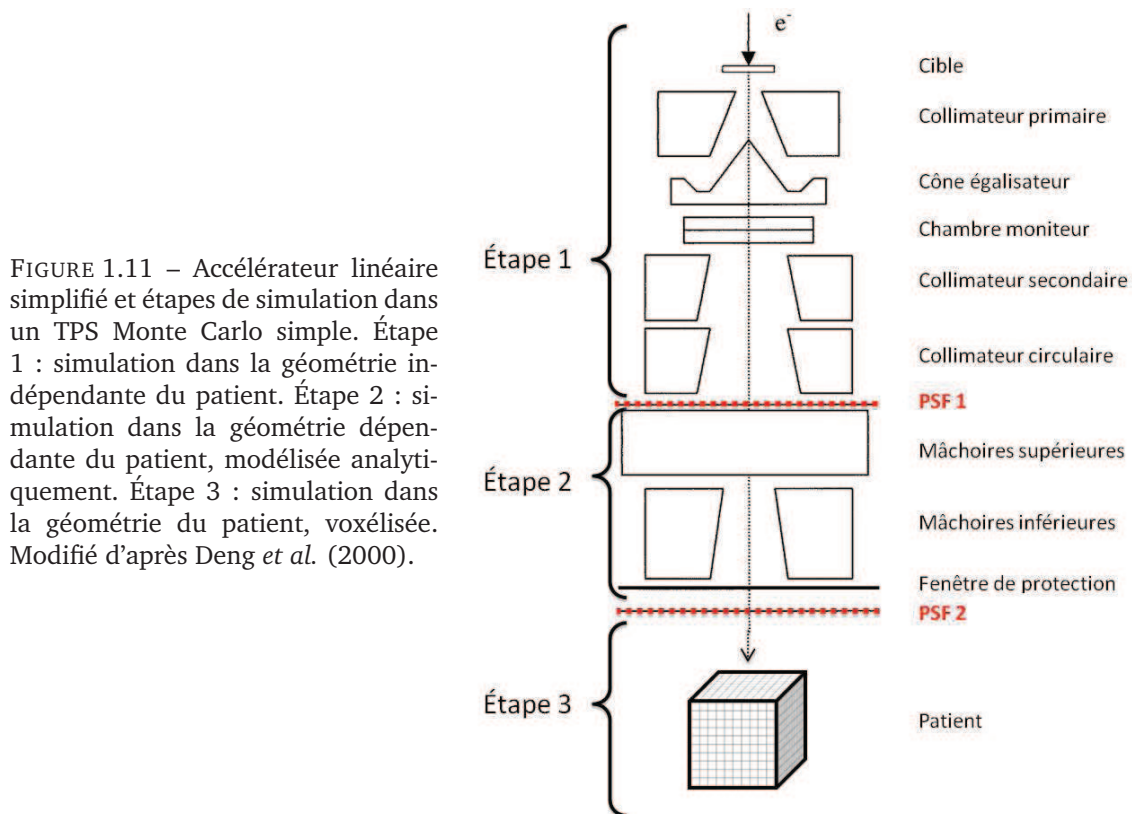 e-
Cible
Collimateur primaire
Cône égalisateur
Chambre moniteur
Étape 1
Collimateur secondaire
Collimateur circulaire
PSF 1
Mâchoires supérieures
Étape 2
Mâchoires inférieures
Fenêtre de protection
PSF 2
Étape 3
Patient
FIGURE 1.11 – Accélérateur linéaire
simplifié et étapes de simulation dans
un TPS Monte Carlo simple. Étape
1 : simulation dans la géométrie in-
dépendante du patient. Étape 2 : si-
mulation dans la géométrie dépen-
dante du patient, modélisée analyti-
quement. Étape 3 : simulation dans
la géométrie du patient, voxélisée.
Modifié d'après Deng et al. (2000).